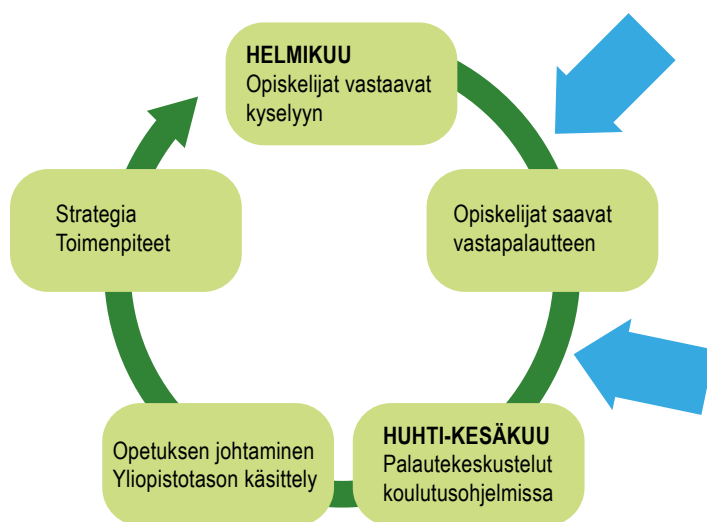 HELMIKUU
Opiskelijat vastaavat
kyselyyn
Opiskelijat saavat
vastapalautteen
HUHTI-KESÄKUU
Palautekeskustelut
koulutusohjelmissa
Opetuksen johtaminen
Yliopistotason käsittely
Strategia
Toimenpiteet